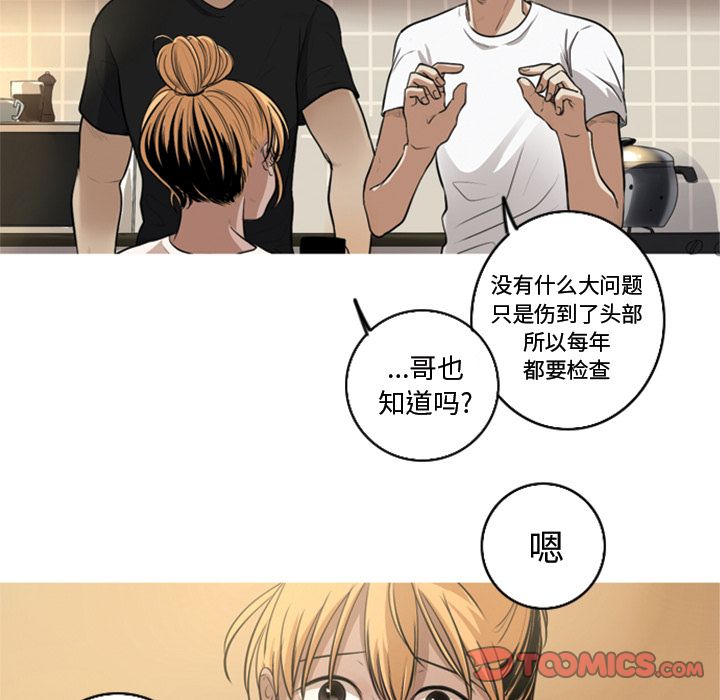 没有什么大问题
只是伤到了头部
所以每年
都要检查
...哥也
知道吗?
嗯
TOOMICS.COM